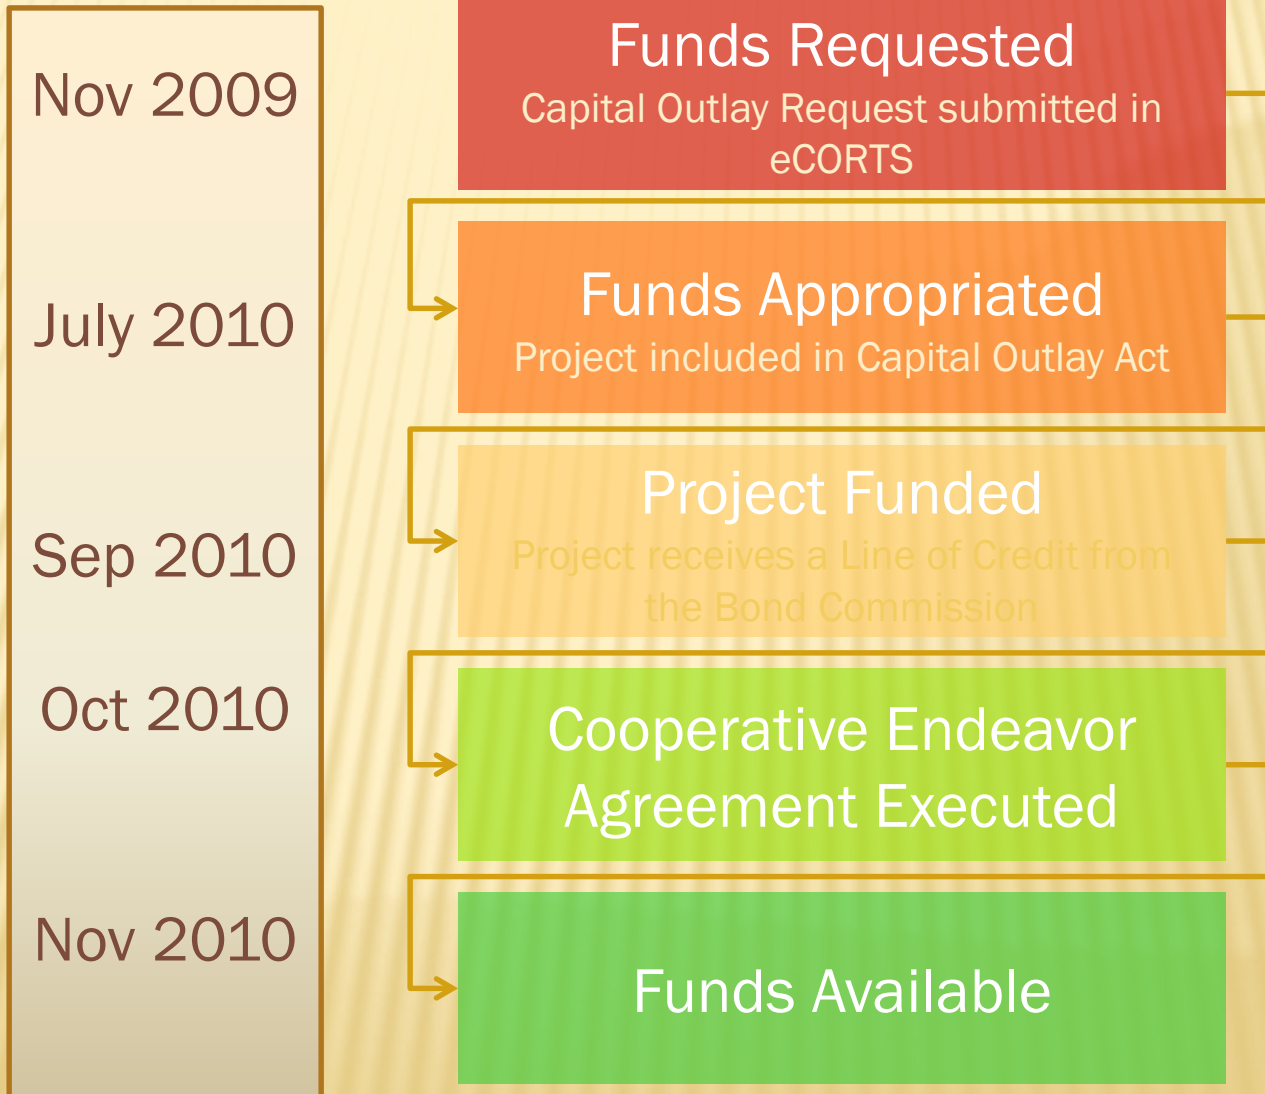 Nov 2009
Funds Requested
Capital Outlay Request submitted in
eCORTS
July 2010
Funds Appropriated
Project included in Capital Outlay Act
Sep 2010
Project Funded
Project receives a Line of Credit from
the Bond Commission
Oct 2010
Cooperative Endeavor
Agreement Executed
Nov 2010
Funds Available